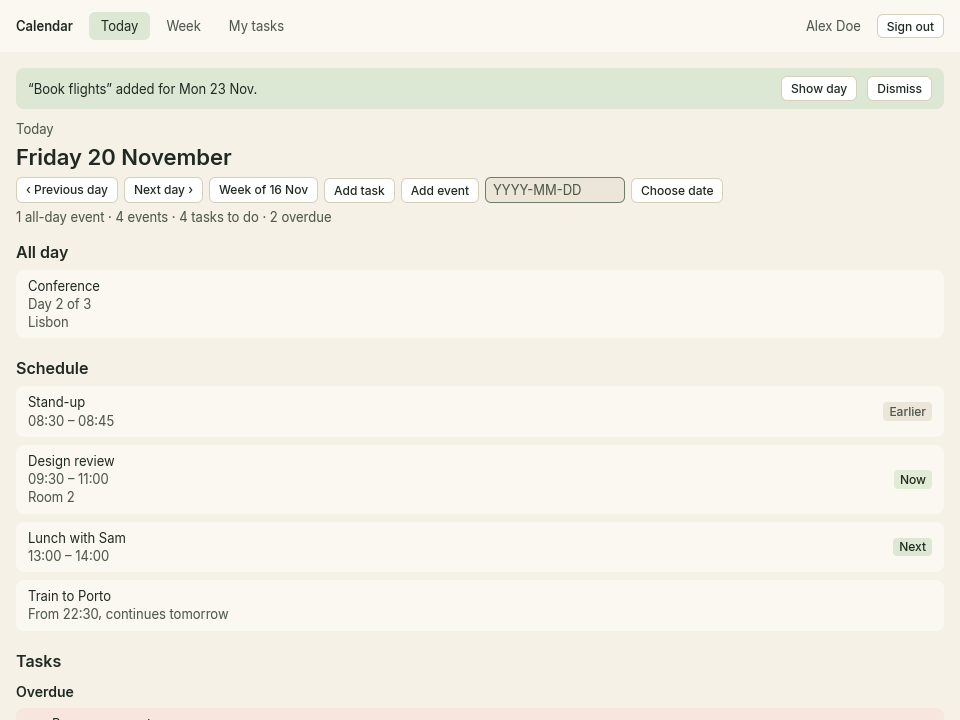 Calendar Today Week My tasks Alex Doe Sign out
“Book flights” added for Mon 23 Nov. Show day Dismiss
Today
Friday 20 November
‹ Previous day Next day › Week of 16 Nov Add task Add event YYYY-MM-DD Choose date
1 all-day event · 4 events · 4 tasks to do · 2 overdue
All day
Conference
Day 2 of 3
Lisbon
Schedule
Stand-up
08:30 – 08:45
Earlier
Design review
09:30 – 11:00
Room 2
Now
Lunch with Sam
13:00 – 14:00
Next
Train to Porto
From 22:30, continues tomorrow
Tasks
Overdue